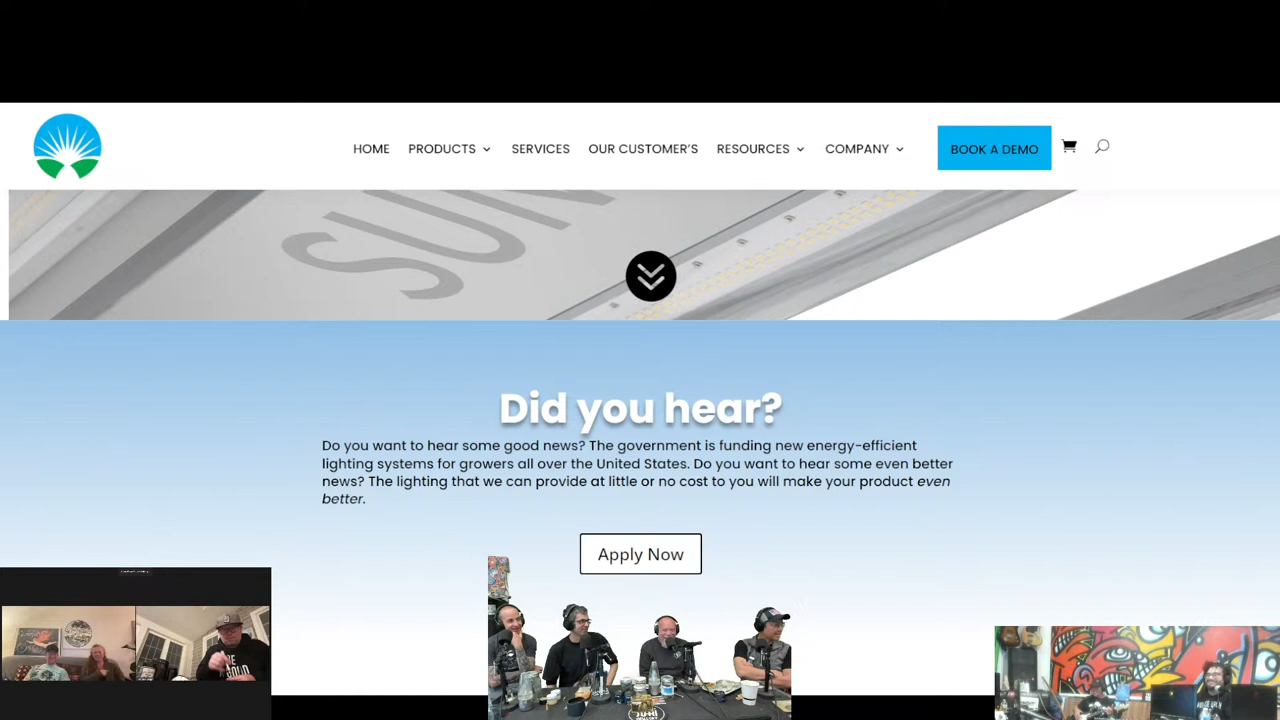 HOME PRODUCTS SERVICES OUR CUSTOMER'S RESOURCES COMPANY BOOK A DEMO
SUN
Did you hear?
Do you want to hear some good news? The government is funding new energy-efficient
lighting systems for growers all over the United States. Do you want to hear some even better
news? The lighting that we can provide at little or no cost to you will make your product even
better.
Apply Now